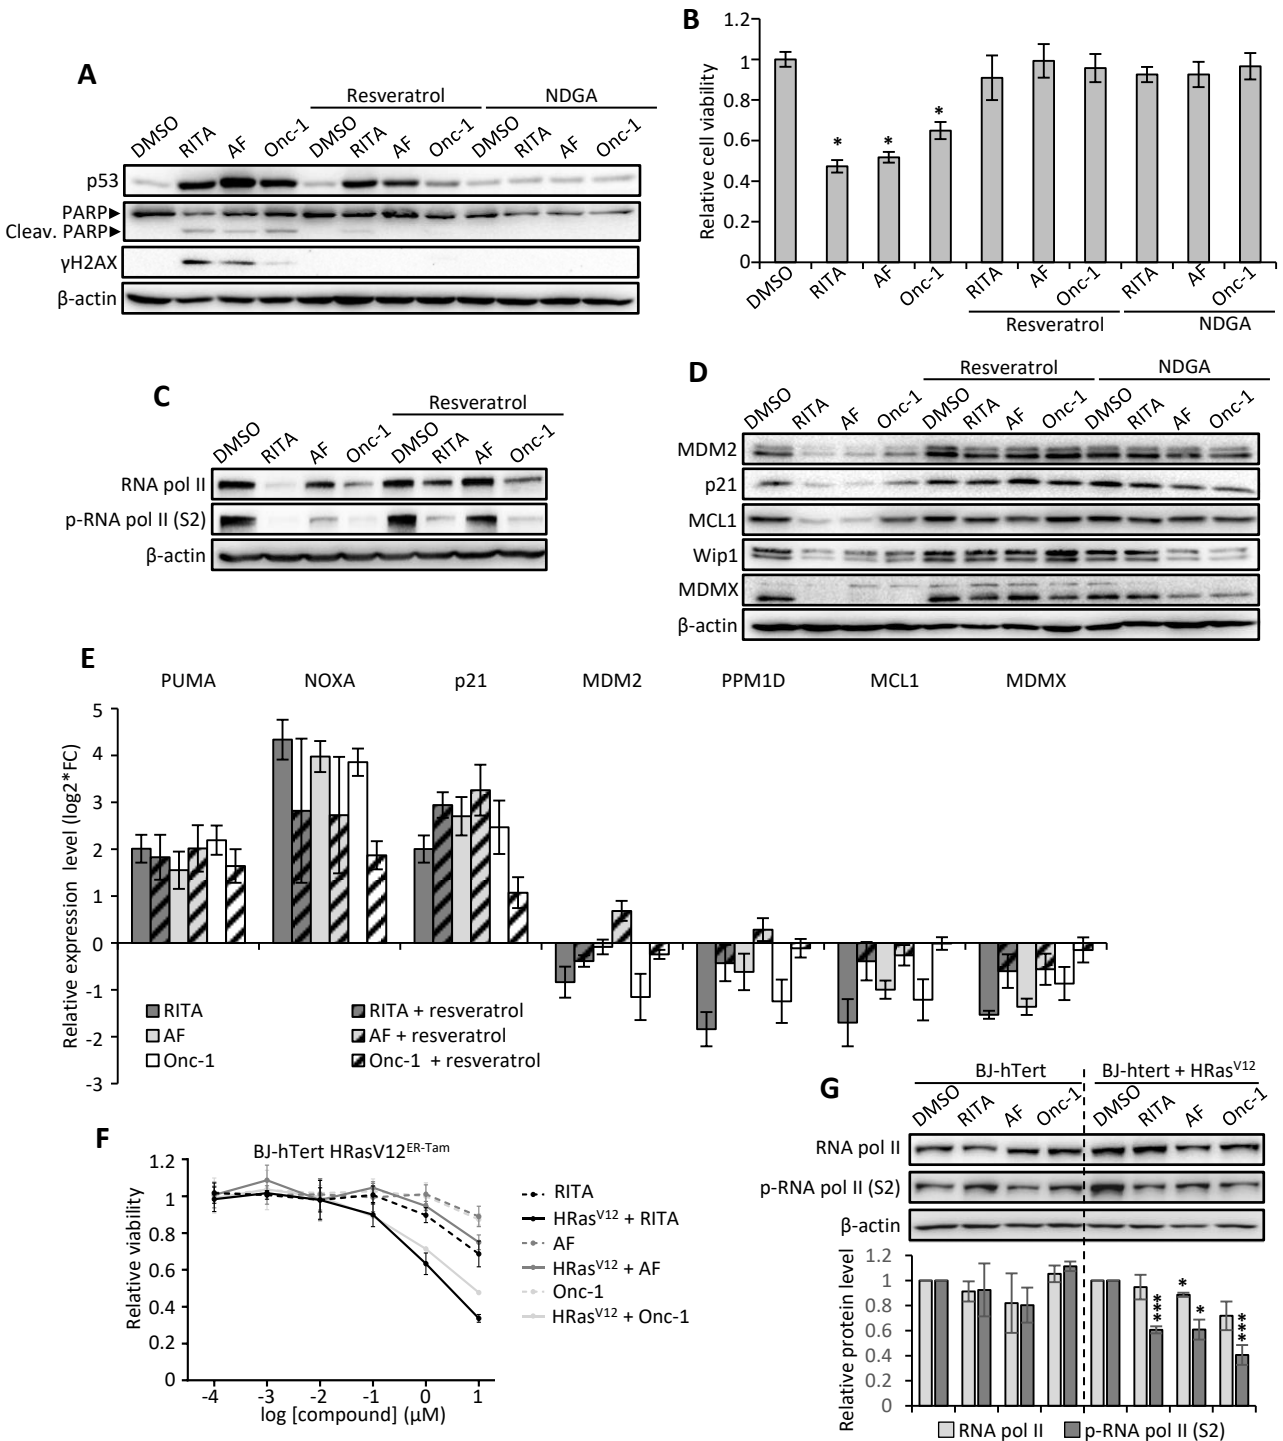 A
Resveratrol NDGA
DMSO RITA AF Onc-1 DMSO RITA AF Onc-1 DMSO RITA AF Onc-1
p53
PARP
Cleav. PARP
γH2AX
β-actin
B
Relative cell viability
1.2
1
0.8
0.6
0.4
0.2
0
* * *
DMSO RITA AF Onc-1 RITA AF Onc-1 RITA AF Onc-1
Resveratrol NDGA
C
Resveratrol
DMSO RITA AF Onc-1 DMSO RITA AF Onc-1
RNA pol II
p-RNA pol II (S2)
β-actin
D
Resveratrol NDGA
DMSO RITA AF Onc-1 DMSO RITA AF Onc-1 DMSO RITA AF Onc-1
MDM2
p21
MCL1
Wip1
MDMX
β-actin
E
PUMA NOXA p21 MDM2 PPM1D MCL1 MDMX
Relative expression level (log2*FC)
5
4
3
2
1
0
-1
-2
-3
RITA RITA + resveratrol
AF AF + resveratrol
Onc-1 Onc-1 + resveratrol
F
BJ-hTert HRasV12ER-Tam
Relative viability
1.2
1
0.8
0.6
0.4
0.2
0
-4 -3 -2 -1 0 1
log [compound] (µM)
RITA
HRasV12 + RITA
AF
HRasV12 + AF
Onc-1
HRasV12 + Onc-1
G
BJ-hTert BJ-htert + HRasV12
DMSO RITA AF Onc-1 DMSO RITA AF Onc-1
RNA pol II
p-RNA pol II (S2)
β-actin
Relative protein level
1.2
1
0.8
0.6
0.4
0.2
0
*** * * ***
RNA pol II p-RNA pol II (S2)